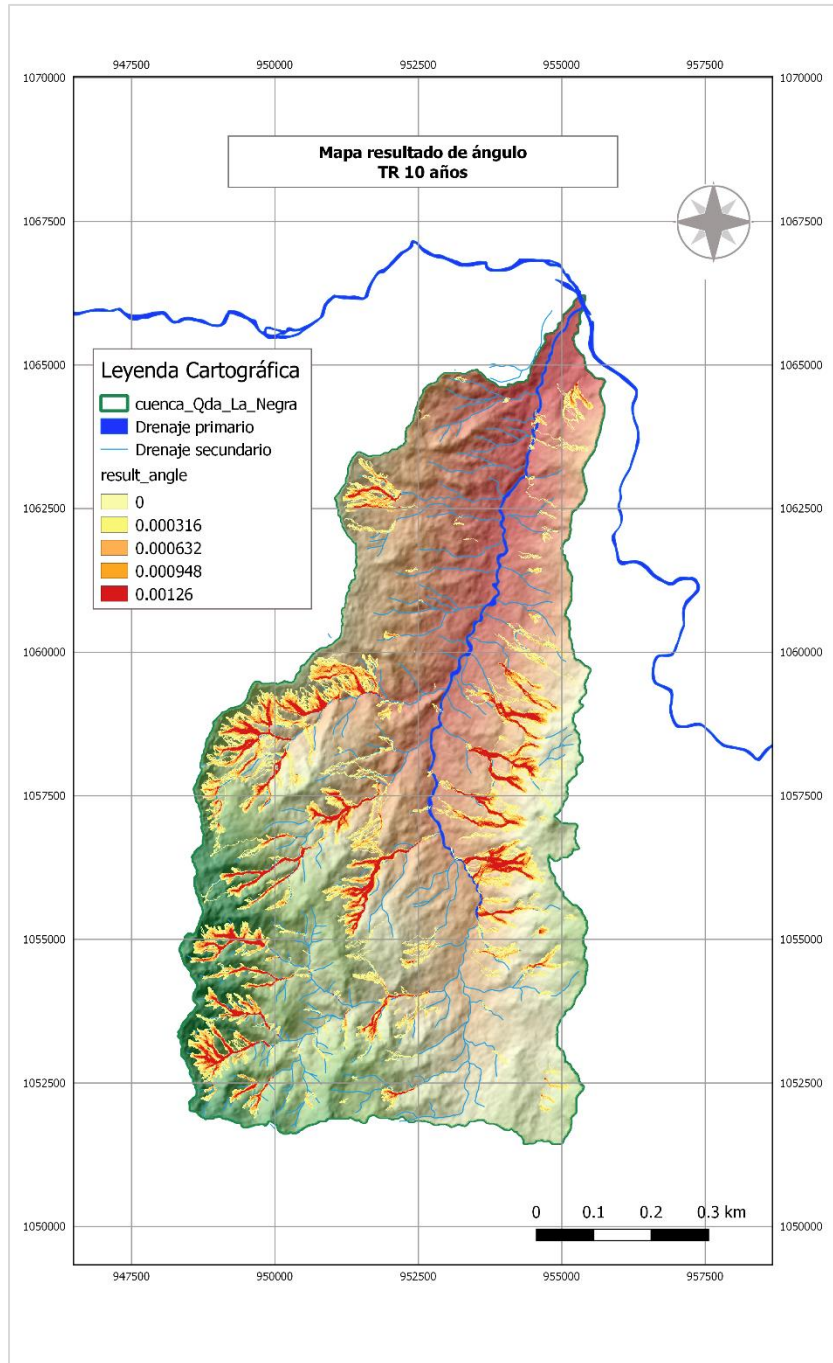 947500 950000 952500 955000 957500
1070000 1070000
Mapa resultado de ángulo
TR 10 años
1067500 1067500
1065000 1065000
Leyenda Cartográfica
cuenca_Qda_La_Negra
Drenaje primario
Drenaje secundario
result_angle
0
0.000316
0.000632
0.000948
0.00126
1062500 1062500
1060000 1060000
1057500 1057500
1055000 1055000
1052500 1052500
0 0.1 0.2 0.3 km
1050000 1050000
947500 950000 952500 955000 957500